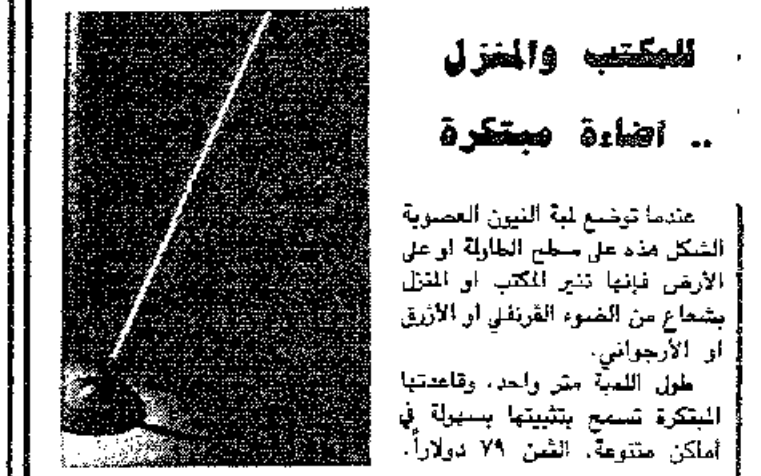 للمكتب والمنزل
.. اضاءة مبتكرة
عندما توضع لمبة النيون العصوية
الشكل هذه على سطح الطاولة او على
الأرض فإنها تنير المكتب او المنزل
بشعاع من الضوء القرنفلي او الأزرق
او الأرجواني.
طول اللمبة متر واحد، وقاعدتها
المبتكرة تسمح بتثبيتها بسهولة في
أماكن متنوعة. الثمن ٧٩ دولاراً.